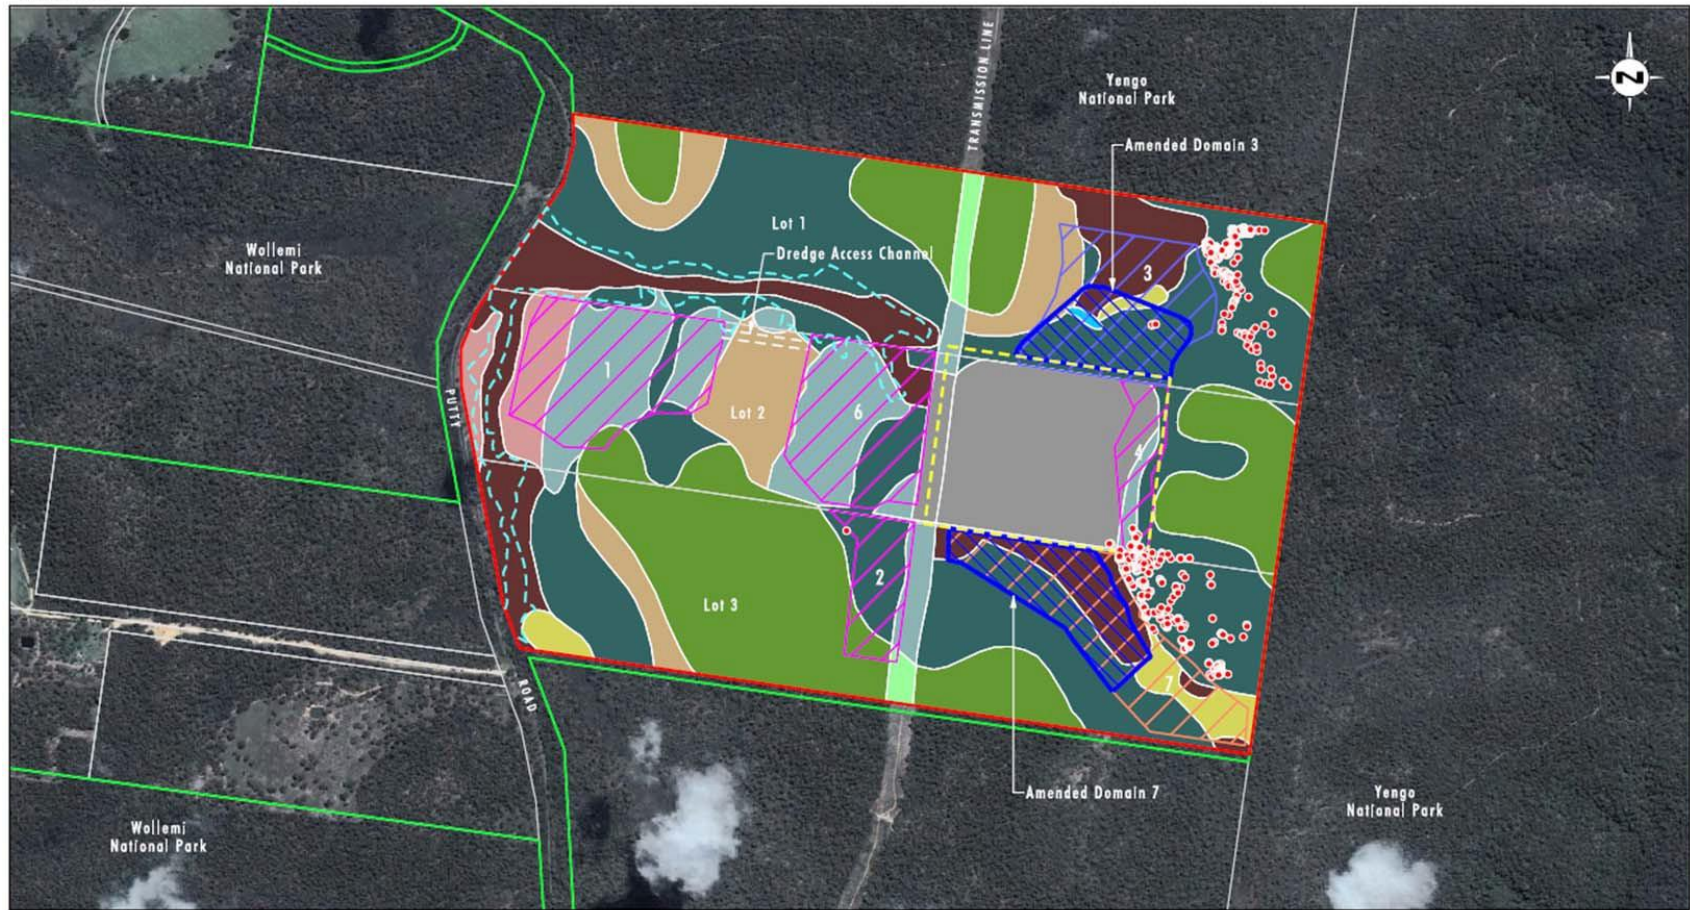 TRANSMISSION LINE
Yengo
National Park
N
Amended Domain 3
Lot 1
Wollemi
National Park
Dredge Access Channel
3
1
PUTTY
Lot 2
6
4
2
Lot 3
7
ROAD
Amended Domain 7
Yengo
National Park
Wollemi
National Park